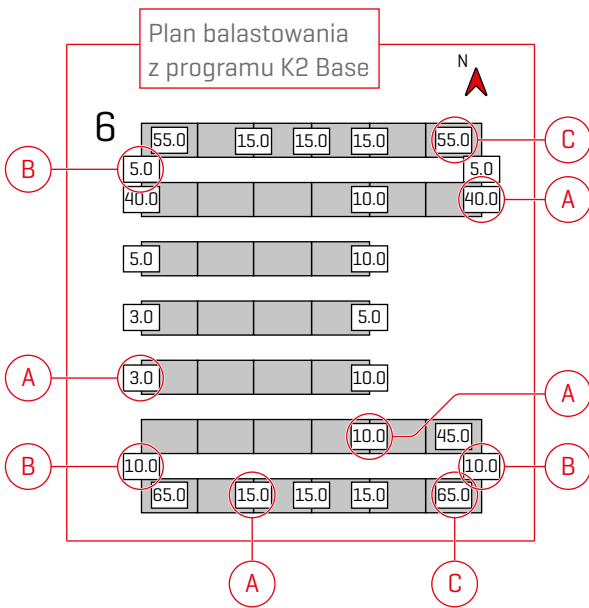 Plan balastowania
z programu K2 Base
N
6
55.0 15.0 15.0 15.0 55.0
C
B
5.0 5.0
40.0 10.0 40.0
A
5.0 10.0
3.0 5.0
A
3.0 10.0
A
10.0 45.0
B
10.0 10.0
B
65.0 15.0 15.0 15.0 65.0
A
C